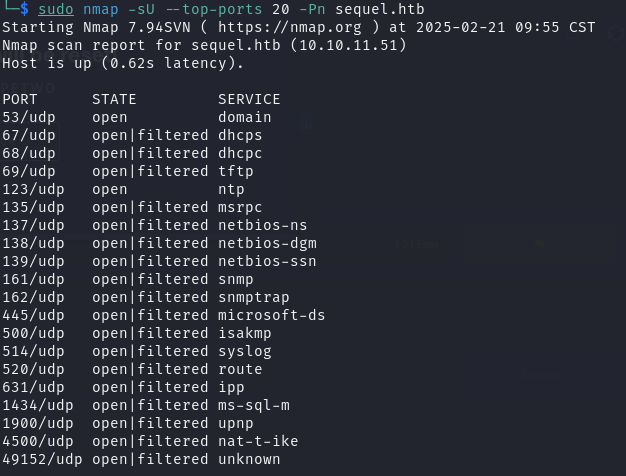 └─$ sudo nmap -sU --top-ports 20 -Pn sequel.htb
Starting Nmap 7.94SVN ( https://nmap.org ) at 2025-02-21 09:55 CST
Nmap scan report for sequel.htb (10.10.11.51)
Host is up (0.62s latency).
PORT      STATE         SERVICE
53/udp    open          domain
67/udp    open|filtered dhcps
68/udp    open|filtered dhcpc
69/udp    open|filtered tftp
123/udp   open          ntp
135/udp   open|filtered msrpc
137/udp   open|filtered netbios-ns
138/udp   open|filtered netbios-dgm
139/udp   open|filtered netbios-ssn
161/udp   open|filtered snmp
162/udp   open|filtered snmptrap
445/udp   open|filtered microsoft-ds
500/udp   open|filtered isakmp
514/udp   open|filtered syslog
520/udp   open|filtered route
631/udp   open|filtered ipp
1434/udp  open|filtered ms-sql-m
1900/udp  open|filtered upnp
4500/udp  open|filtered nat-t-ike
49152/udp open|filtered unknown